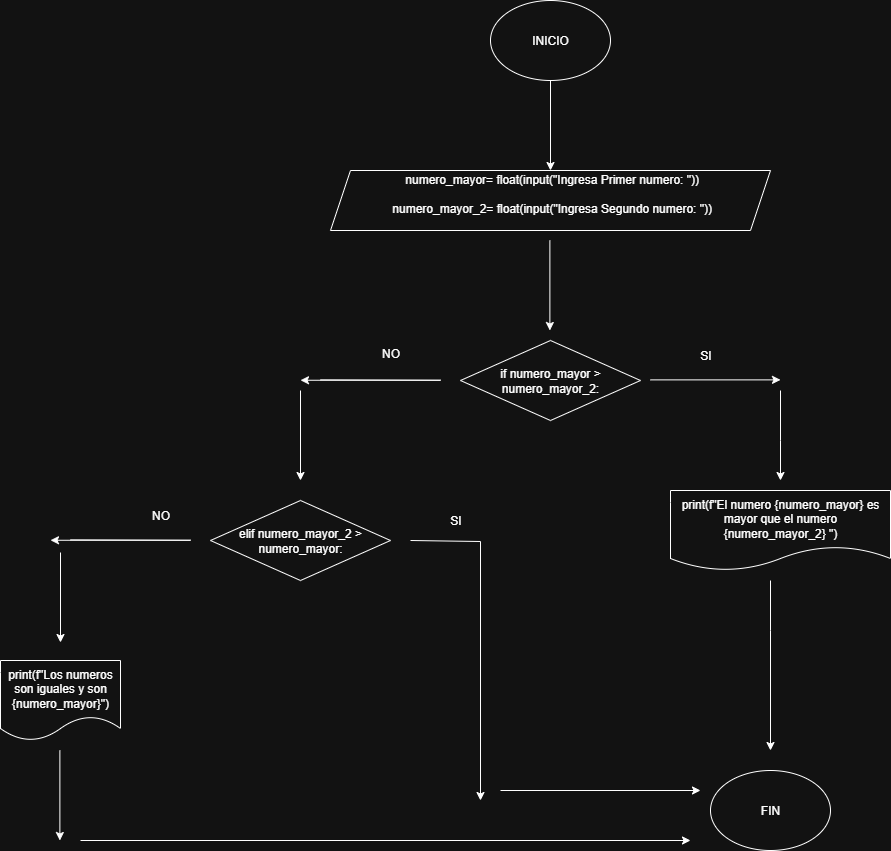 INICIO
numero_mayor= float(input("Ingresa Primer numero: "))
numero_mayor_2= float(input("Ingresa Segundo numero: "))
NO
SI
if numero_mayor >
numero_mayor_2:
NO
SI
elif numero_mayor_2 >
numero_mayor:
print(f"El numero {numero_mayor} es
mayor que el numero
{numero_mayor_2} ")
print(f"Los numeros
son iguales y son
{numero_mayor}")
FIN